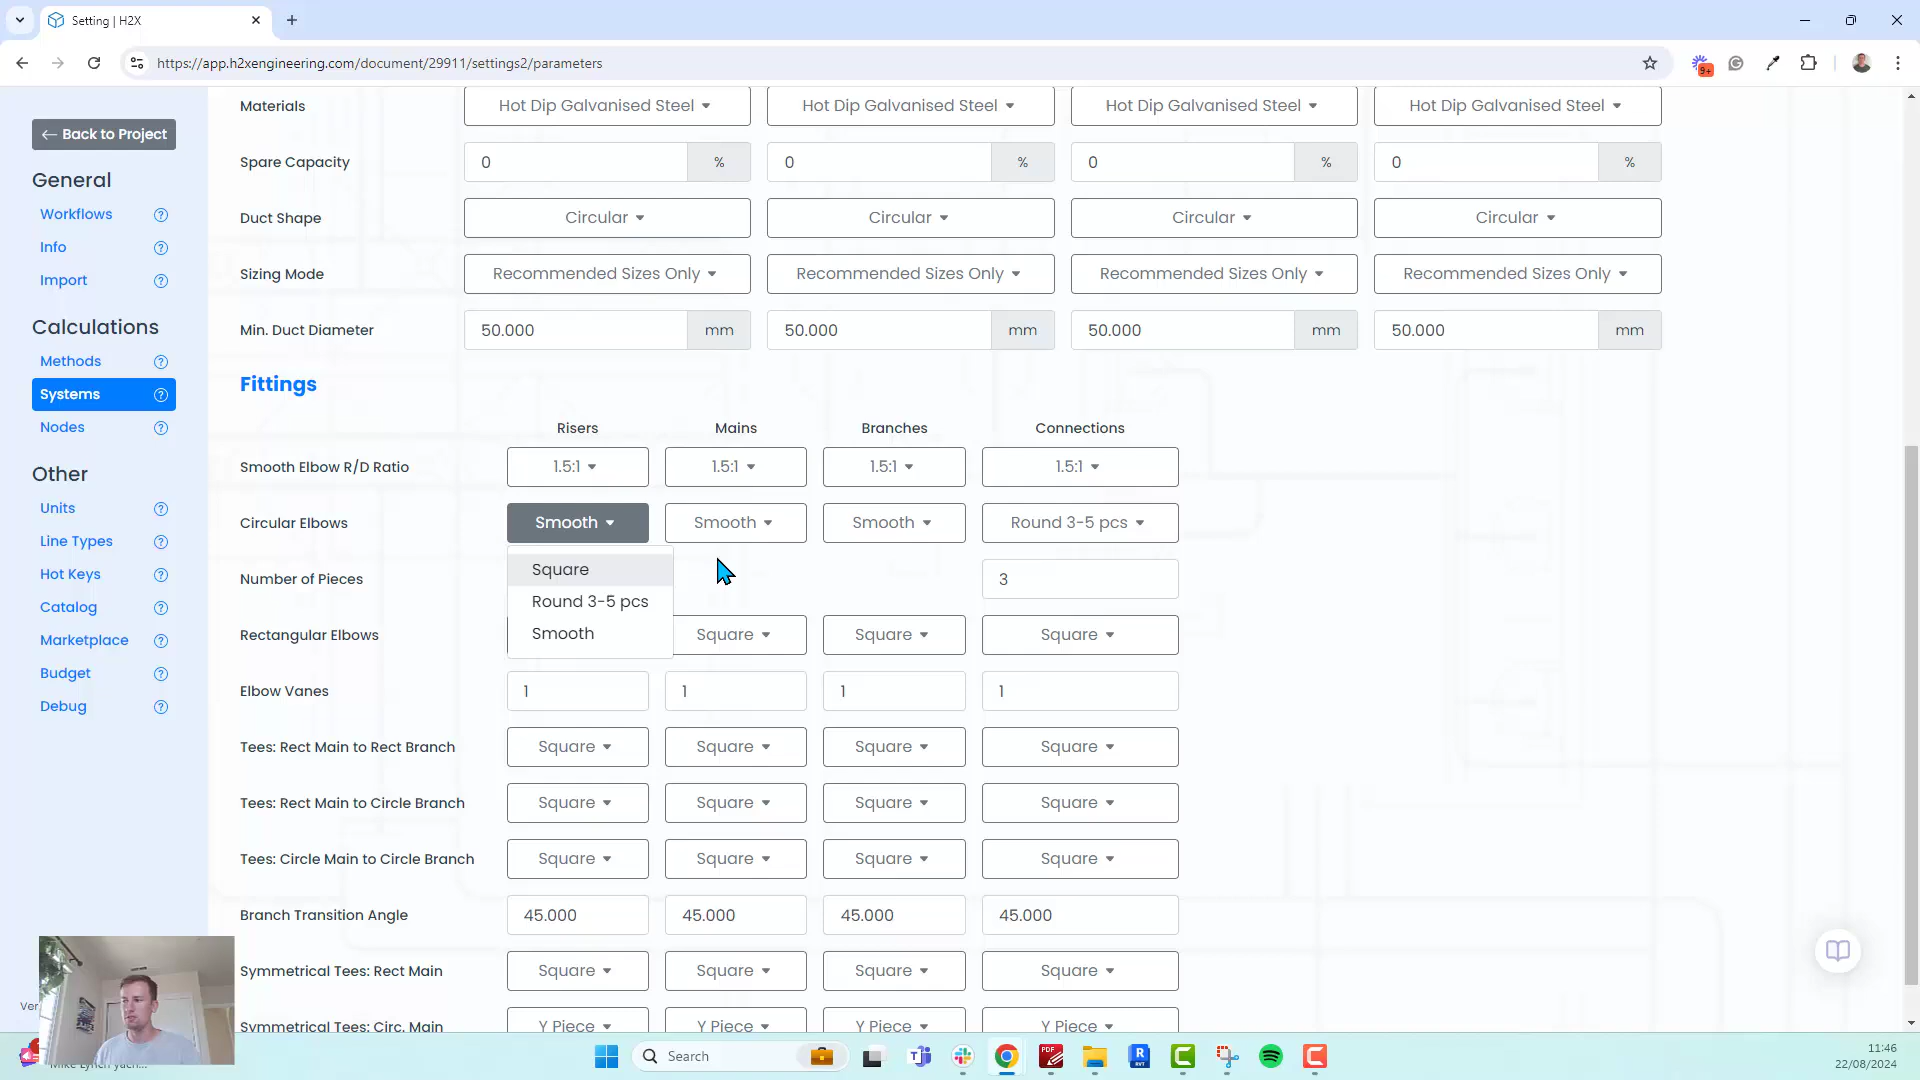 Setting | H2X
https://app.h2xengineering.com/document/29911/settings2/parameters
9+
← Back to Project
General
Workflows
Info
Import
Calculations
Methods
Systems
Nodes
Other
Units
Line Types
Hot Keys
Catalog
Marketplace
Budget
Debug
Materials Hot Dip Galvanised Steel Hot Dip Galvanised Steel Hot Dip Galvanised Steel Hot Dip Galvanised Steel
Spare Capacity 0 % 0 % 0 % 0 %
Duct Shape Circular Circular Circular Circular
Sizing Mode Recommended Sizes Only Recommended Sizes Only Recommended Sizes Only Recommended Sizes Only
Min. Duct Diameter 50.000 mm 50.000 mm 50.000 mm 50.000 mm
Fittings
Risers Mains Branches Connections
Smooth Elbow R/D Ratio 1.5:1 1.5:1 1.5:1 1.5:1
Circular Elbows Smooth Smooth Smooth Round 3-5 pcs
Square
Round 3-5 pcs
Smooth
Number of Pieces 3
Rectangular Elbows Square Square Square
Elbow Vanes 1 1 1 1
Tees: Rect Main to Rect Branch Square Square Square Square
Tees: Rect Main to Circle Branch Square Square Square Square
Tees: Circle Main to Circle Branch Square Square Square Square
Branch Transition Angle 45.000 45.000 45.000 45.000
Symmetrical Tees: Rect Main Square Square Square Square
Symmetrical Tees: Circ. Main Y Piece Y Piece Y Piece Y Piece
Ver
Mike Lynch yach...
Search
PDF
R
RVT
C
C
11:46
22/08/2024